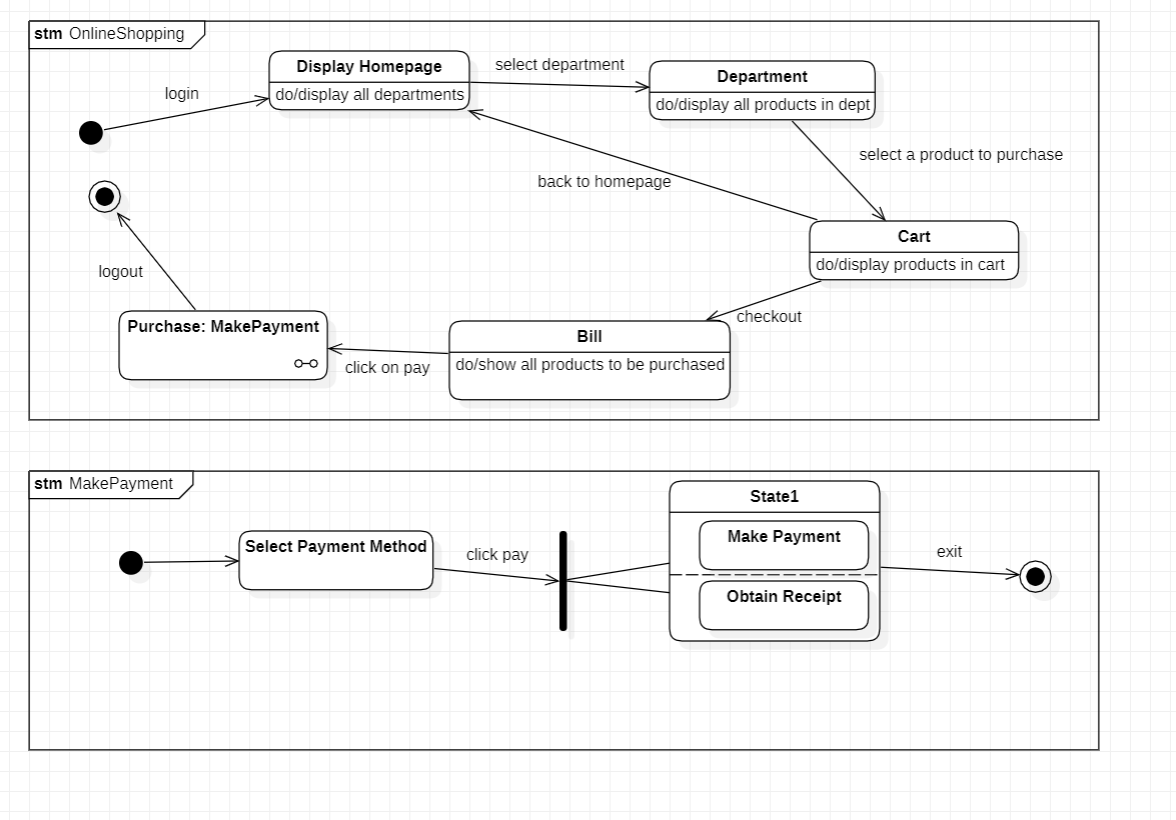 stm OnlineShopping
Display Homepage
do/display all departments
select department
Department
do/display all products in dept
login
select a product to purchase
back to homepage
Cart
do/display products in cart
logout
checkout
Purchase: MakePayment
click on pay
Bill
do/show all products to be purchased
stm MakePayment
Select Payment Method
click pay
State1
Make Payment
Obtain Receipt
exit